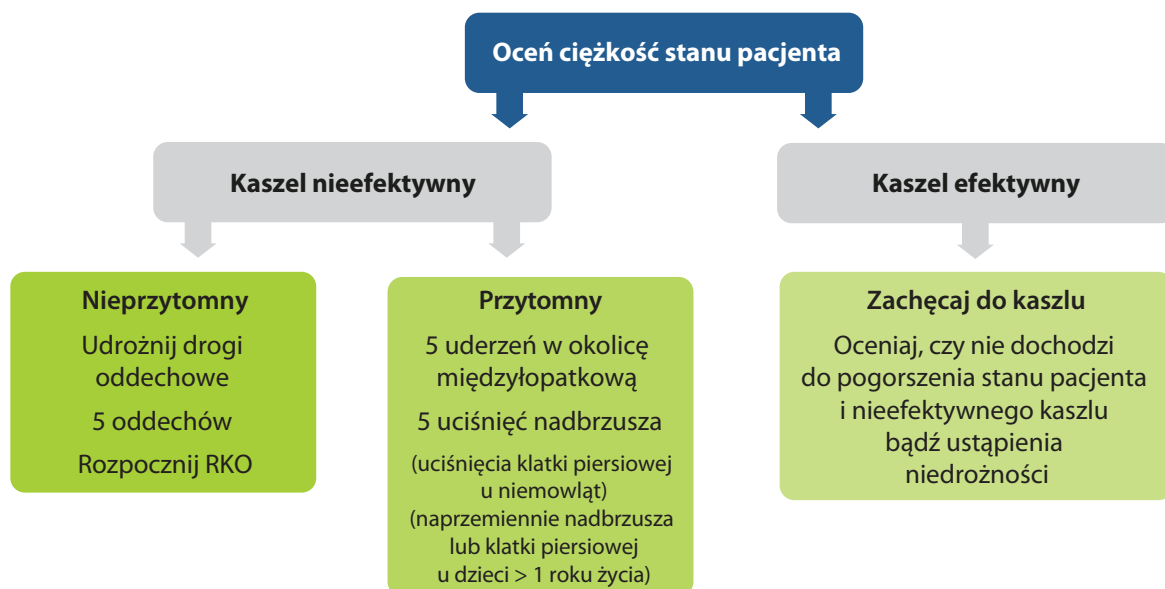 Oceń ciężkość stanu pacjenta
Kaszel nieefektywny
Kaszel efektywny
Nieprzytomny
Udrożnij drogi
oddechowe
5 oddechów
Rozpocznij RKO
Przytomny
5 uderzeń w okolicę
międzyłopatkową
5 uciśnięć nadbrzusza
(uciśnięcia klatki piersiowej
u niemowląt)
(naprzemiennie nadbrzusza
lub klatki piersiowej
u dzieci > 1 roku życia)
Zachęcaj do kaszlu
Oceniaj, czy nie dochodzi
do pogorszenia stanu pacjenta
i nieefektywnego kaszlu
bądź ustąpienia
niedrożności